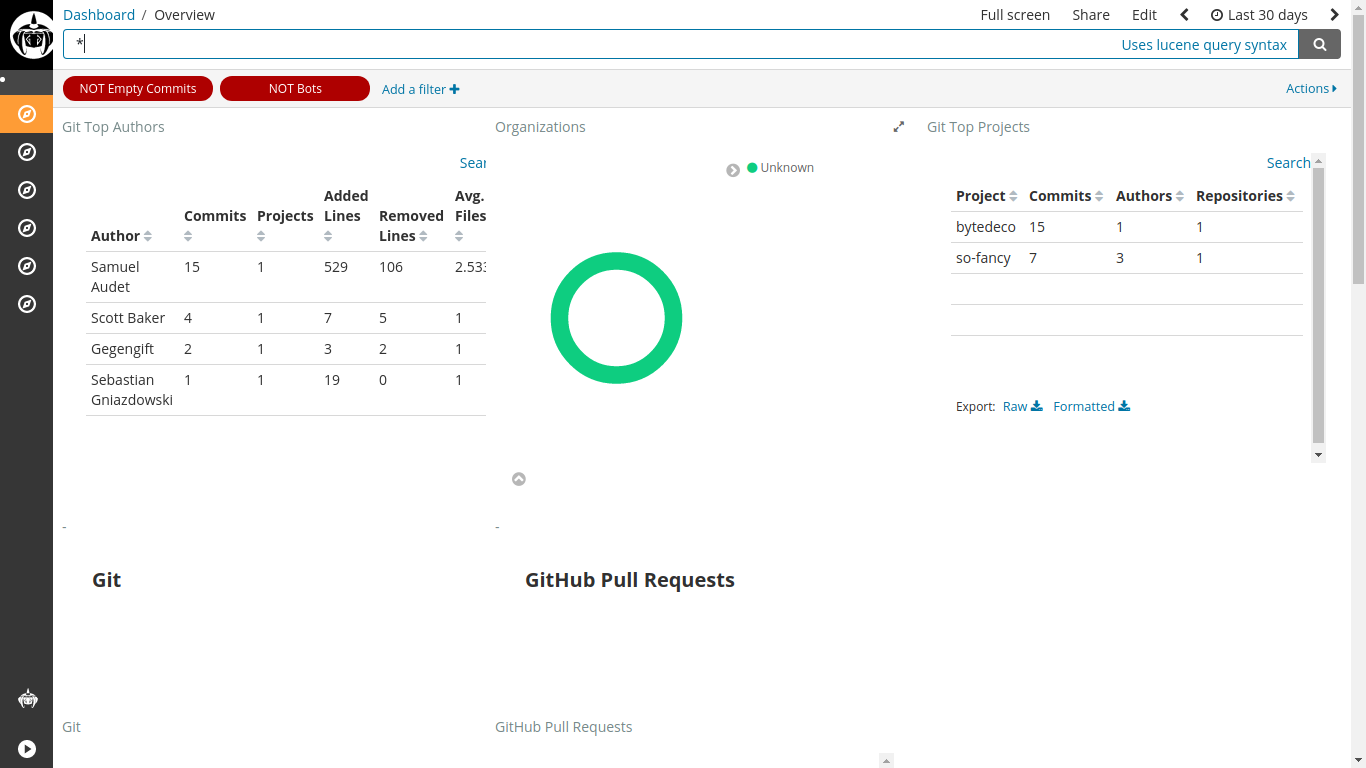 Dashboard / Overview
Full screen Share Edit Last 30 days
*
Uses lucene query syntax
NOT Empty Commits NOT Bots Add a filter
Actions
Git Top Authors
Sear
Author Commits Projects Added Lines Removed Lines Avg. Files
Samuel Audet 15 1 529 106 2.533
Scott Baker 4 1 7 5 1
Gegengift 2 1 3 2 1
Sebastian Gniazdowski 1 1 19 0 1
Organizations
Unknown
Git Top Projects
Search
Project Commits Authors Repositories
bytedeco 15 1 1
so-fancy 7 3 1
Export: Raw Formatted
-
Git
-
GitHub Pull Requests
Git
GitHub Pull Requests